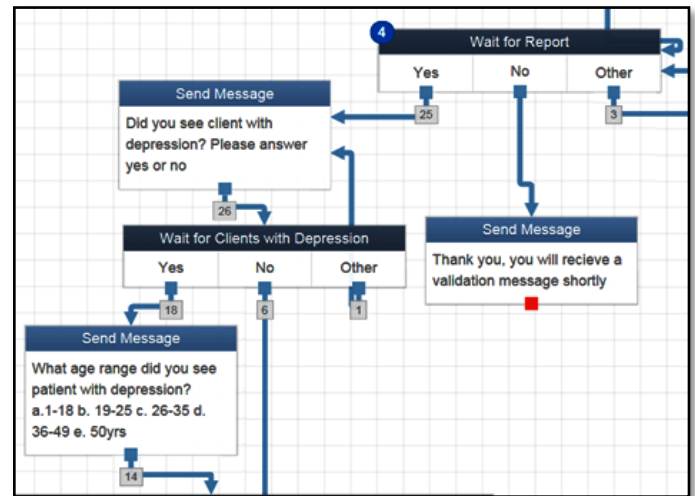 4
Wait for Report
Yes No Other
25 3
Send Message
Did you see client with
depression? Please answer
yes or no
26
Send Message
Thank you, you will recieve a
validation message shortly
Wait for Clients with Depression
Yes No Other
18 6 1
Send Message
What age range did you see
patient with depression?
a.1-18 b. 19-25 c. 26-35 d.
36-49 e. 50yrs
14